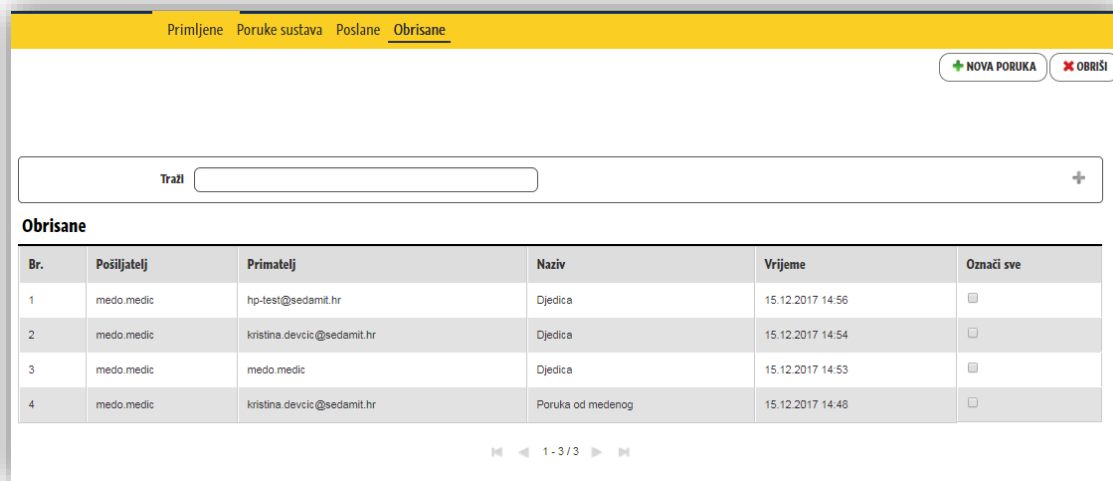 Primljene Poruke sustava Poslane Obrisane
NOVA PORUKA OBRIŠI
Traži
Obrisane
Br. Pošiljatelj Primatelj Naziv Vrijeme Označi sve
1 medo.medic hp-test@sedamit.hr Djedica 15.12.2017 14:56
2 medo.medic kristina.devcic@sedamit.hr Djedica 15.12.2017 14:54
3 medo.medic medo.medic Djedica 15.12.2017 14:53
4 medo.medic kristina.devcic@sedamit.hr Poruka od medenog 15.12.2017 14:48
1 - 3 / 3